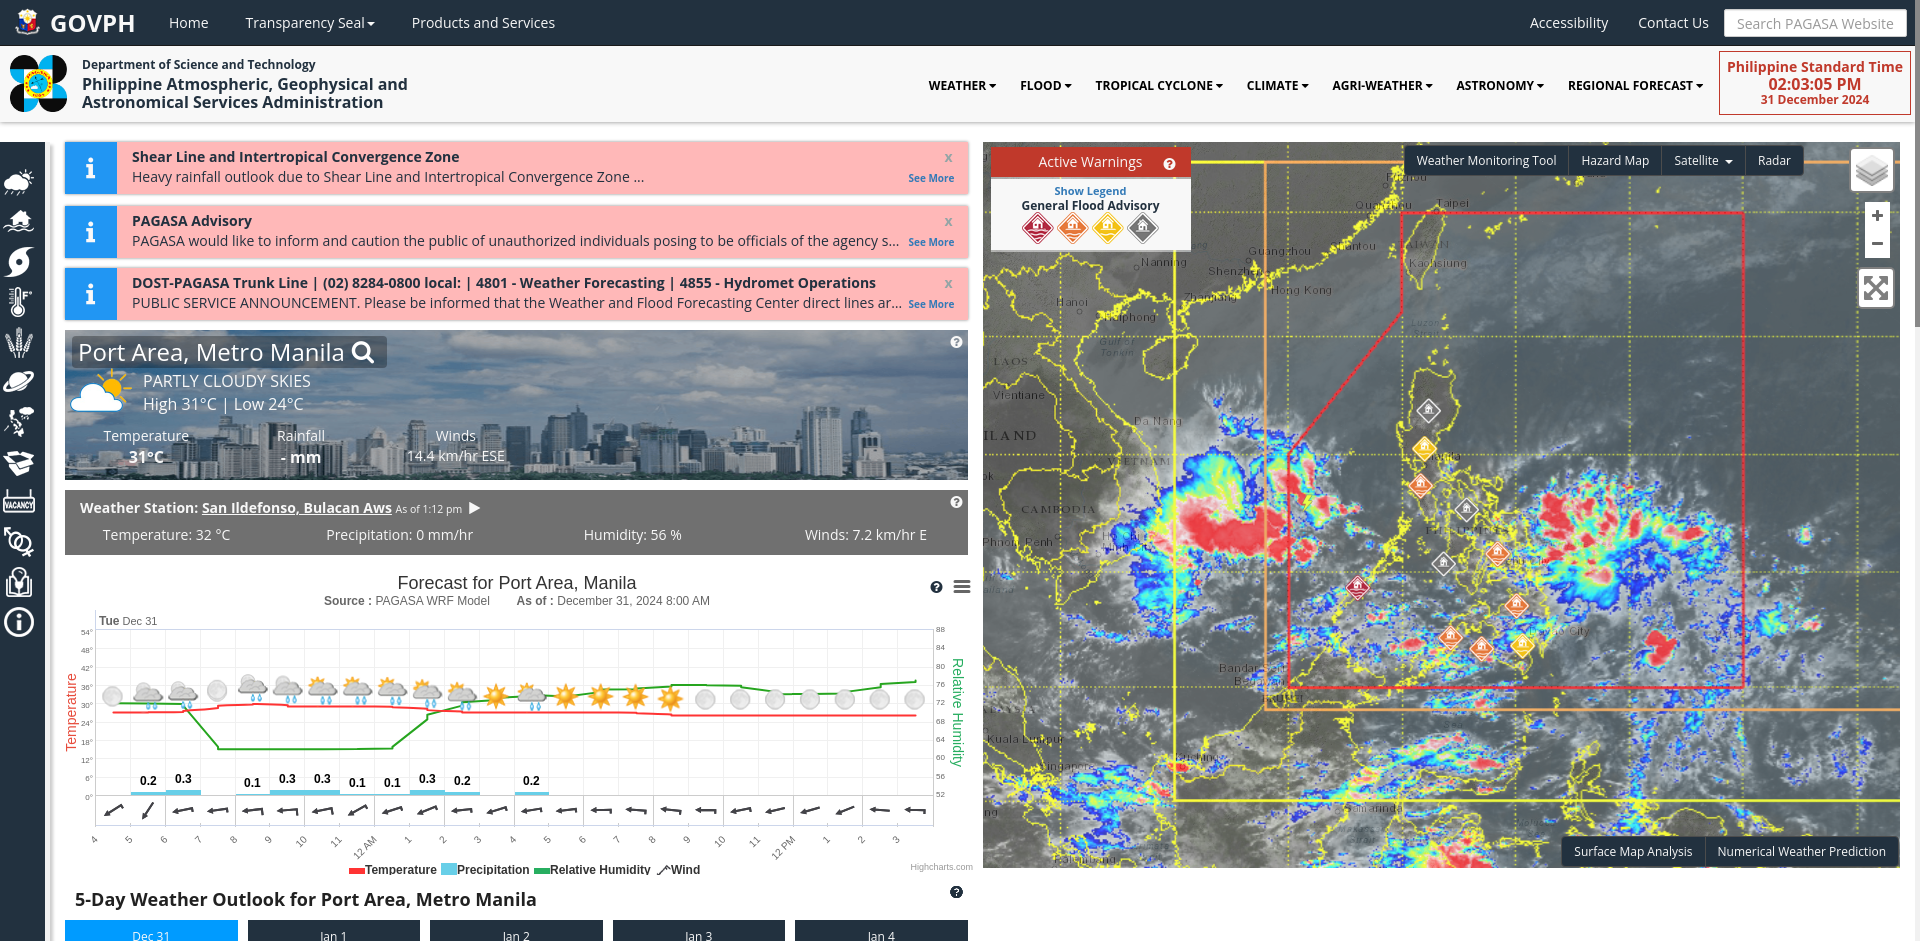 GOVPH
Home
Transparency Seal
Products and Services
Accessibility
Contact Us
Search PAGASA Website
Department of Science and Technology
Philippine Atmospheric, Geophysical and
Astronomical Services Administration
WEATHER
FLOOD
TROPICAL CYCLONE
CLIMATE
AGRI-WEATHER
ASTRONOMY
REGIONAL FORECAST
Philippine Standard Time
02:03:05 PM
31 December 2024
Shear Line and Intertropical Convergence Zone
x
Heavy rainfall outlook due to Shear Line and Intertropical Convergence Zone ...
See More
PAGASA Advisory
x
PAGASA would like to inform and caution the public of unauthorized individuals posing to be officials of the agency s...
See More
DOST-PAGASA Trunk Line | (02) 8284-0800 local: | 4801 - Weather Forecasting | 4855 - Hydromet Operations
x
PUBLIC SERVICE ANNOUNCEMENT. Please be informed that the Weather and Flood Forecasting Center direct lines ar...
See More
Port Area, Metro Manila
PARTLY CLOUDY SKIES
High 31°C | Low 24°C
Temperature
31°C
Rainfall
- mm
Winds
14.4 km/hr ESE
Weather Station: San Ildefonso, Bulacan Aws As of 1:12 pm
Temperature: 32 °C
Precipitation: 0 mm/hr
Humidity: 56 %
Winds: 7.2 km/hr E
Forecast for Port Area, Manila
Source : PAGASA WRF Model As of : December 31, 2024 8:00 AM
Tue Dec 31
Temperature
54°
48°
42°
36°
30°
24°
18°
12°
6°
0°
88
84
80
76
72
68
64
60
56
52
Relative Humidity
0.2
0.3
0.1
0.3
0.3
0.1
0.1
0.3
0.2
0.2
4
5
6
7
8
9
10
11
12 AM
1
2
3
4
5
6
7
8
9
10
11
12 PM
1
2
3
Temperature
Precipitation
Relative Humidity
Wind
Highcharts.com
5-Day Weather Outlook for Port Area, Metro Manila
Dec 31
Jan 1
Jan 2
Jan 3
Jan 4
VACANCY
Active Warnings
Show Legend
General Flood Advisory
Weather Monitoring Tool
Hazard Map
Satellite
Radar
+
−
Taipei
TAIWAN
Kaohsiung
Guangzhou
Shantou
Shenzhen
Hong Kong
Nanning
Zhanjiang
Hanoi
Haiphong
Gulf of
Tonkin
LAOS
Vientiane
Da Nang
VIETNAM
CAMBODIA
Luzon
Davao City
Bandar Seri
Begawan
BRUNEI
Kuala Lumpur
Singapore
Kuching
Samarinda
Surface Map Analysis
Numerical Weather Prediction